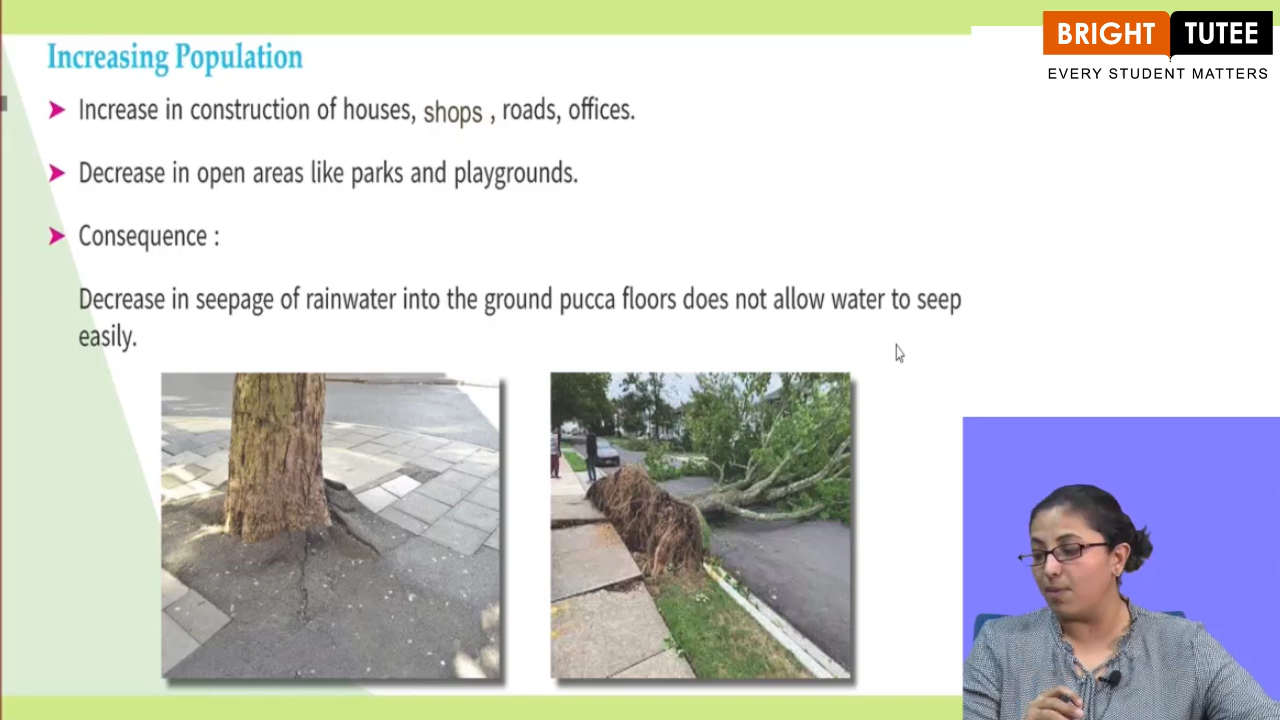 Increasing Population
BRIGHT TUTEE
EVERY STUDENT MATTERS
➤ Increase in construction of houses, shops , roads, offices.
➤ Decrease in open areas like parks and playgrounds.
➤ Consequence :
Decrease in seepage of rainwater into the ground pucca floors does not allow water to seep
easily.